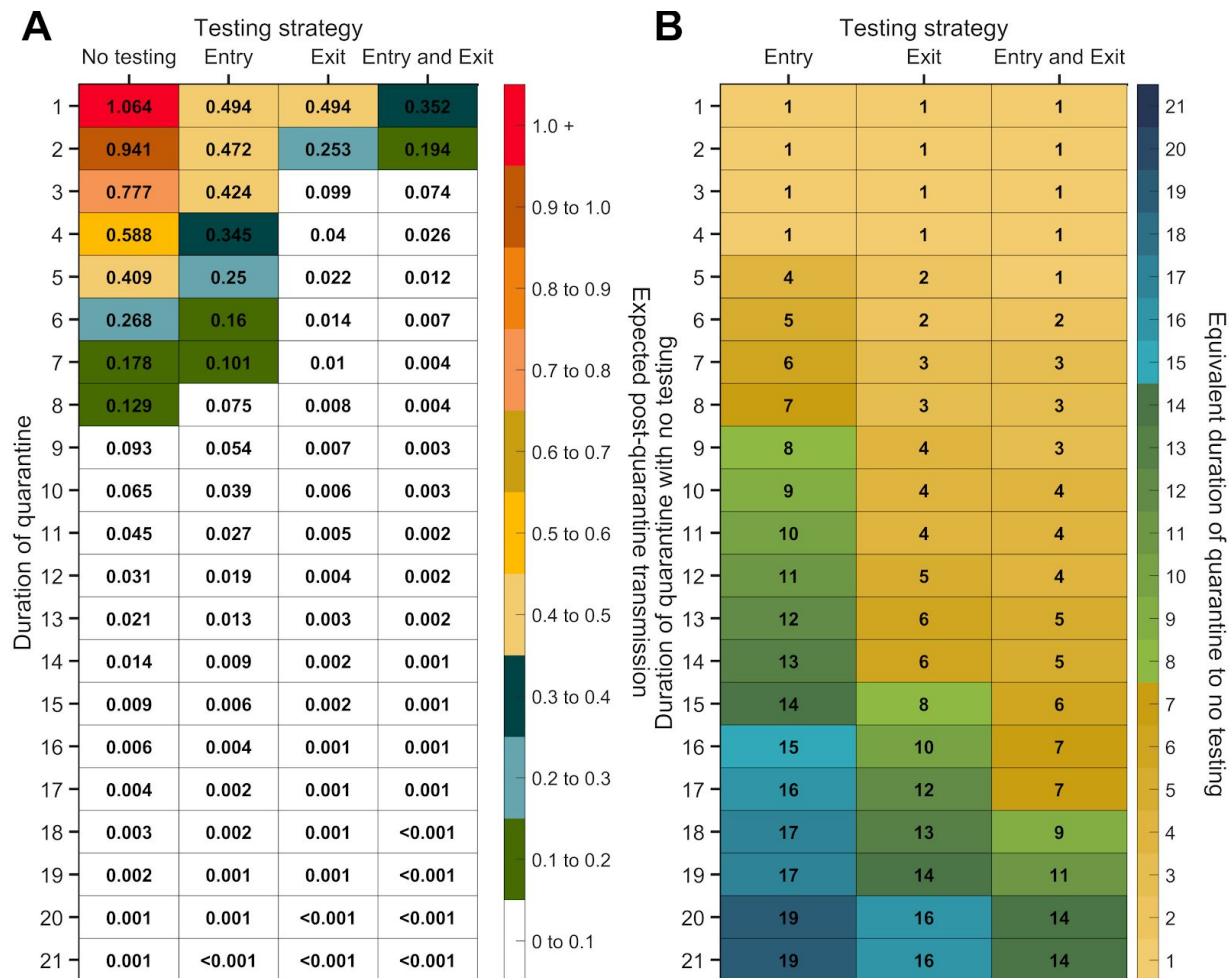 A
Testing strategy
No testing Entry Exit Entry and Exit
Duration of quarantine
1 1.064 0.494 0.494 0.352
2 0.941 0.472 0.253 0.194
3 0.777 0.424 0.099 0.074
4 0.588 0.345 0.04 0.026
5 0.409 0.25 0.022 0.012
6 0.268 0.16 0.014 0.007
7 0.178 0.101 0.01 0.004
8 0.129 0.075 0.008 0.004
9 0.093 0.054 0.007 0.003
10 0.065 0.039 0.006 0.003
11 0.045 0.027 0.005 0.002
12 0.031 0.019 0.004 0.002
13 0.021 0.013 0.003 0.002
14 0.014 0.009 0.002 0.001
15 0.009 0.006 0.002 0.001
16 0.006 0.004 0.001 0.001
17 0.004 0.002 0.001 0.001
18 0.003 0.002 0.001 <0.001
19 0.002 0.001 0.001 <0.001
20 0.001 0.001 <0.001 <0.001
21 0.001 <0.001 <0.001 <0.001
1.0 +
0.9 to 1.0
0.8 to 0.9
0.7 to 0.8
0.6 to 0.7
0.5 to 0.6
0.4 to 0.5
0.3 to 0.4
0.2 to 0.3
0.1 to 0.2
0 to 0.1
Expected post-quarantine transmission
B
Testing strategy
Entry Exit Entry and Exit
Duration of quarantine with no testing
1 1 1 1
2 1 1 1
3 1 1 1
4 1 1 1
5 4 2 1
6 5 2 2
7 6 3 3
8 7 3 3
9 8 4 3
10 9 4 4
11 10 4 4
12 11 5 4
13 12 6 5
14 13 6 5
15 14 8 6
16 15 10 7
17 16 12 7
18 17 13 9
19 17 14 11
20 19 16 14
21 19 16 14
21
20
19
18
17
16
15
14
13
12
11
10
9
8
7
6
5
4
3
2
1
Equivalent duration of quarantine to no testing